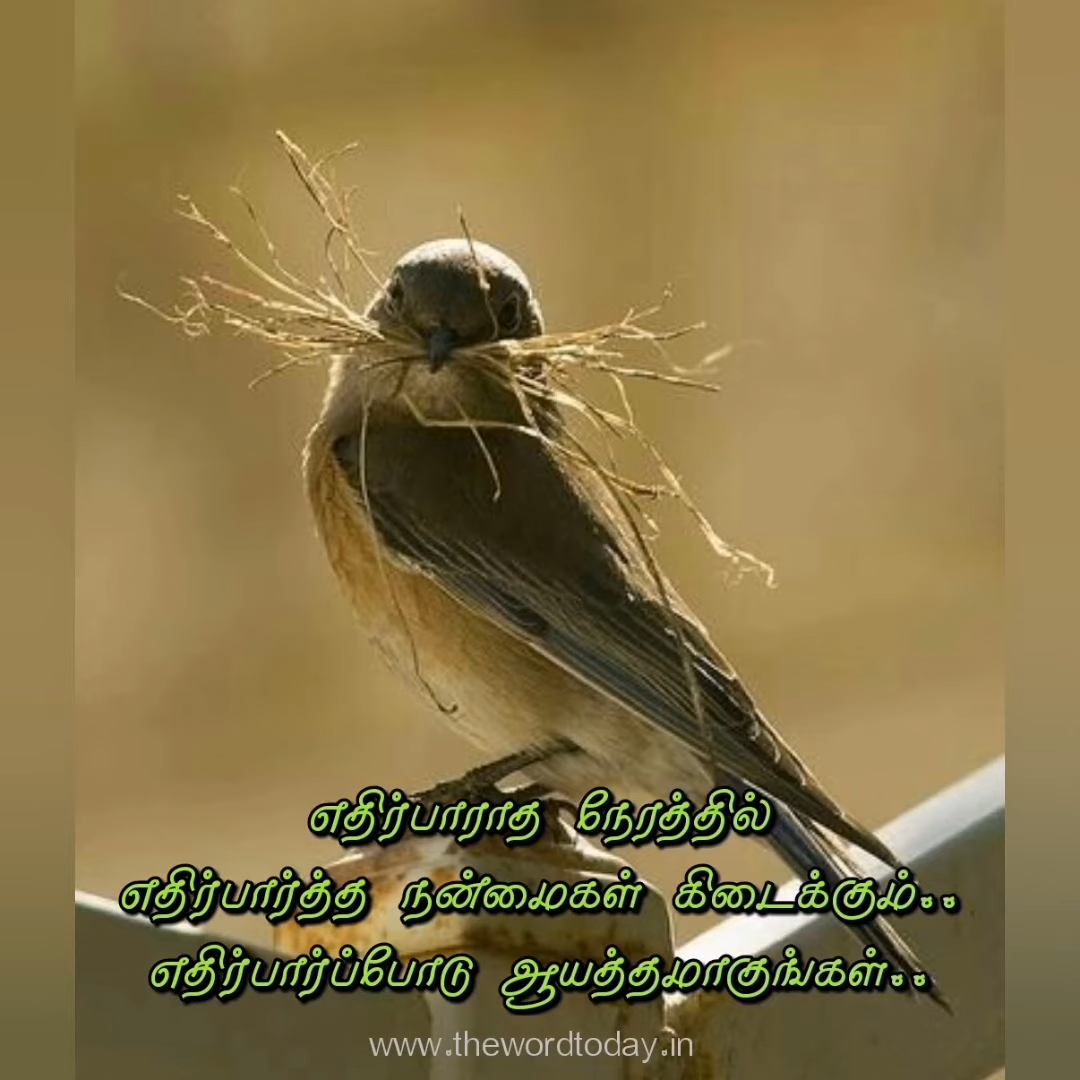 எதிர்பாராத நேரத்தில்
எதிர்பார்த்த நன்மைகள் கிடைக்கும்..
எதிர்பார்ப்போடு ஆயத்தமாகுங்கள்..
www.thewordtoday.in